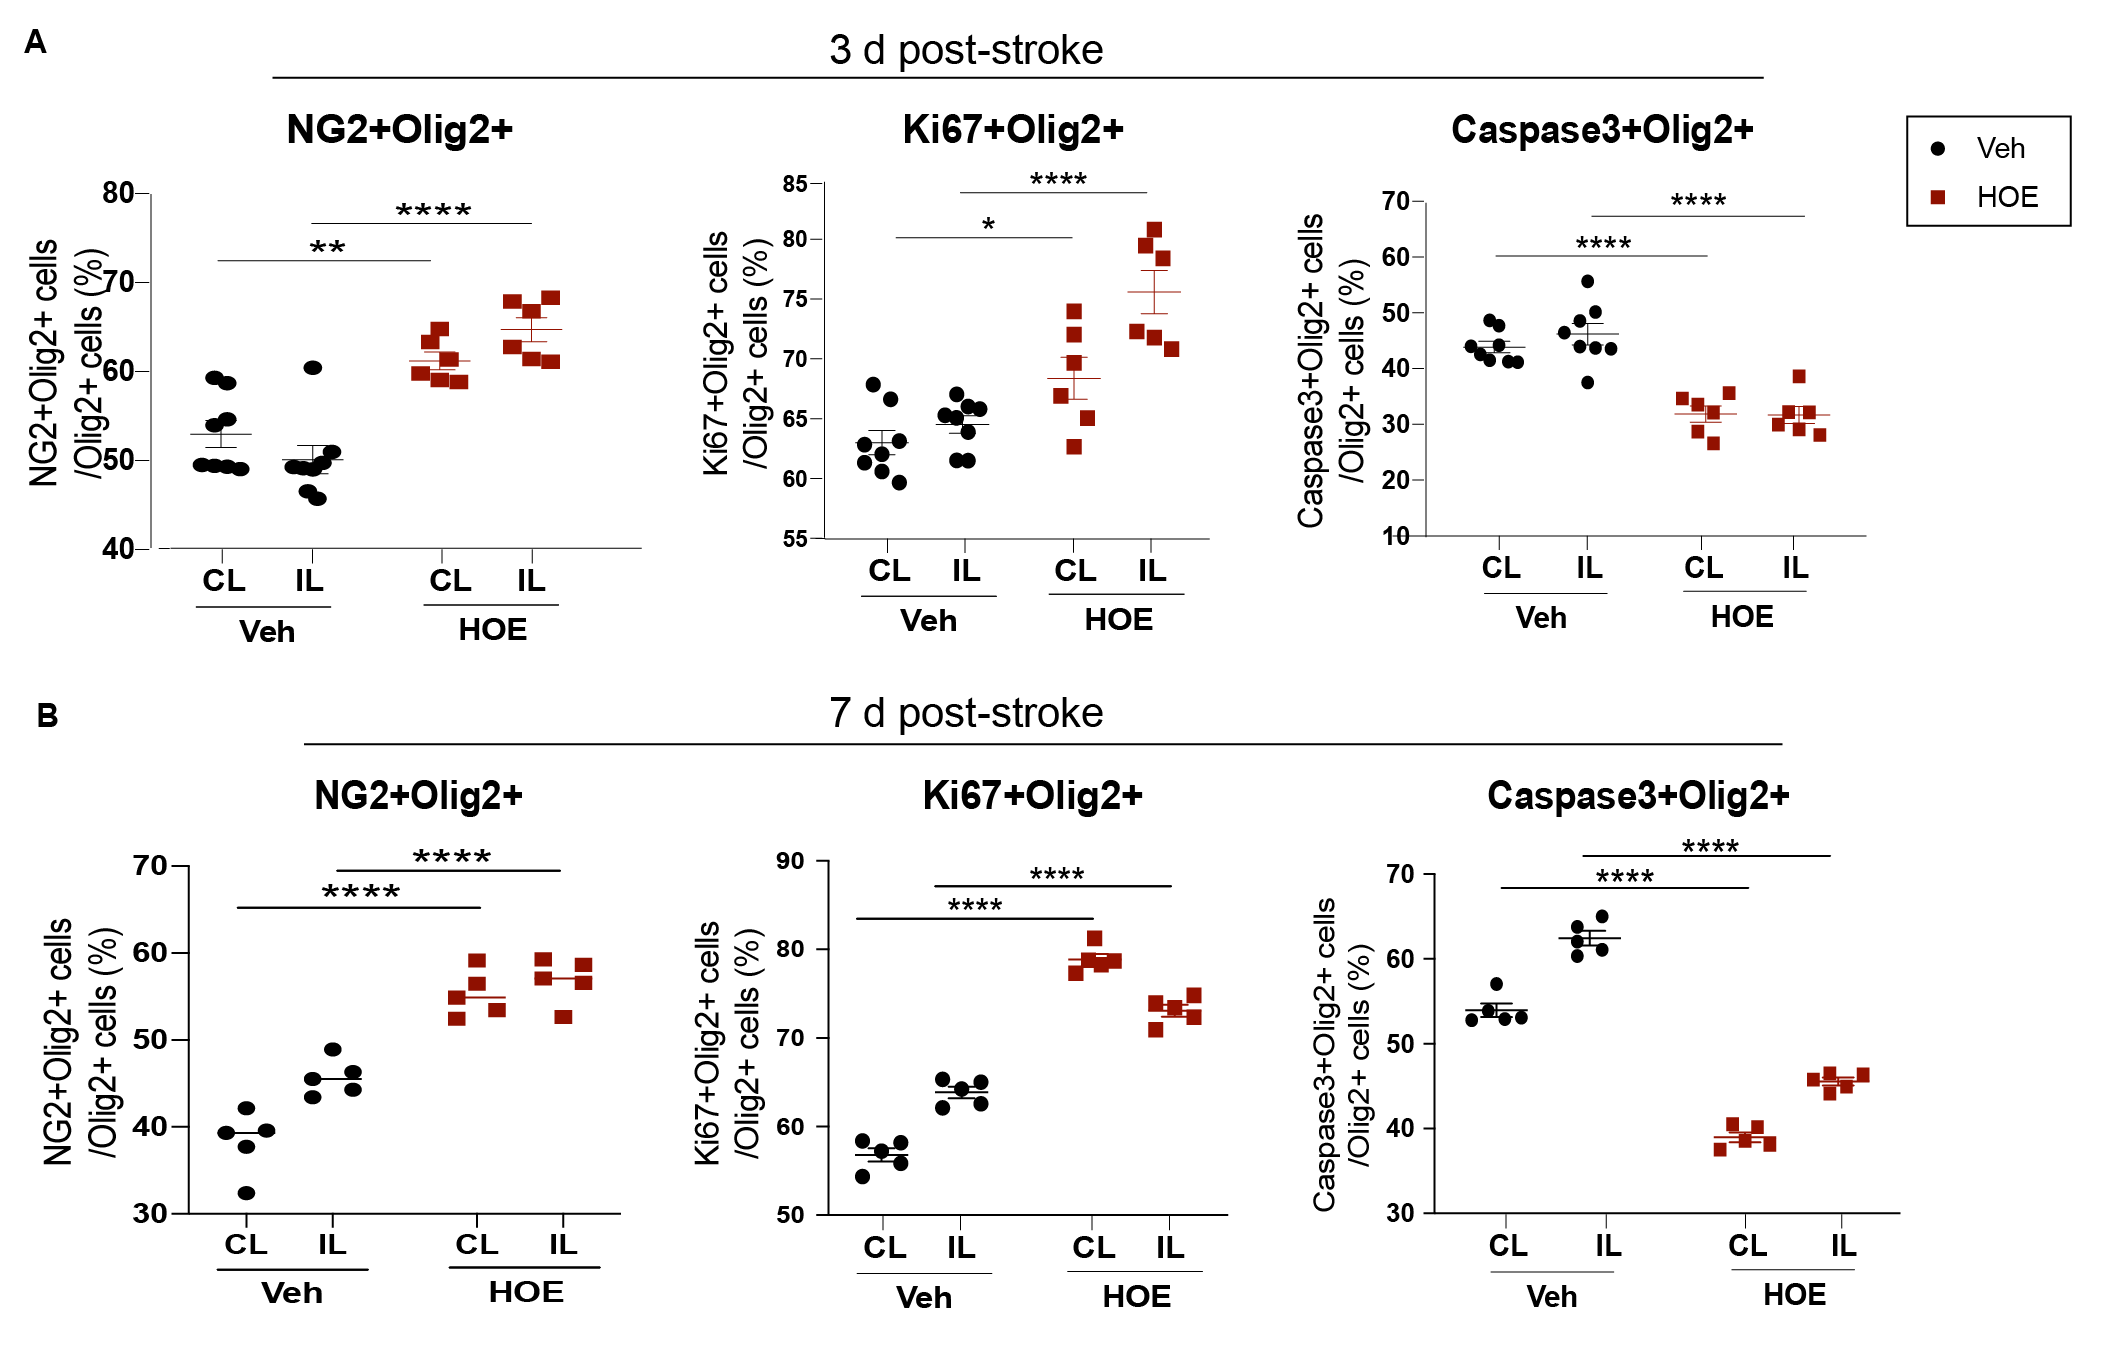 A
3 d post-stroke
NG2+Olig2+
Ki67+Olig2+
Caspase3+Olig2+
Veh
HOE
NG2+Olig2+ cells
/Olig2+ cells (%)
80
70
60
50
40
****
**
CL IL CL IL
Veh HOE
Ki67+Olig2+ cells
/Olig2+ cells (%)
85
80
75
70
65
60
55
****
*
CL IL CL IL
Veh HOE
Caspase3+Olig2+ cells
/Olig2+ cells (%)
70
60
50
40
30
20
10
****
****
CL IL CL IL
Veh HOE
B
7 d post-stroke
NG2+Olig2+
Ki67+Olig2+
Caspase3+Olig2+
NG2+Olig2+ cells
/Olig2+ cells (%)
70
60
50
40
30
****
****
CL IL CL IL
Veh HOE
Ki67+Olig2+ cells
/Olig2+ cells (%)
90
80
70
60
50
****
****
CL IL CL IL
Veh HOE
Caspase3+Olig2+ cells
/Olig2+ cells (%)
70
60
50
40
30
****
****
CL IL CL IL
Veh HOE